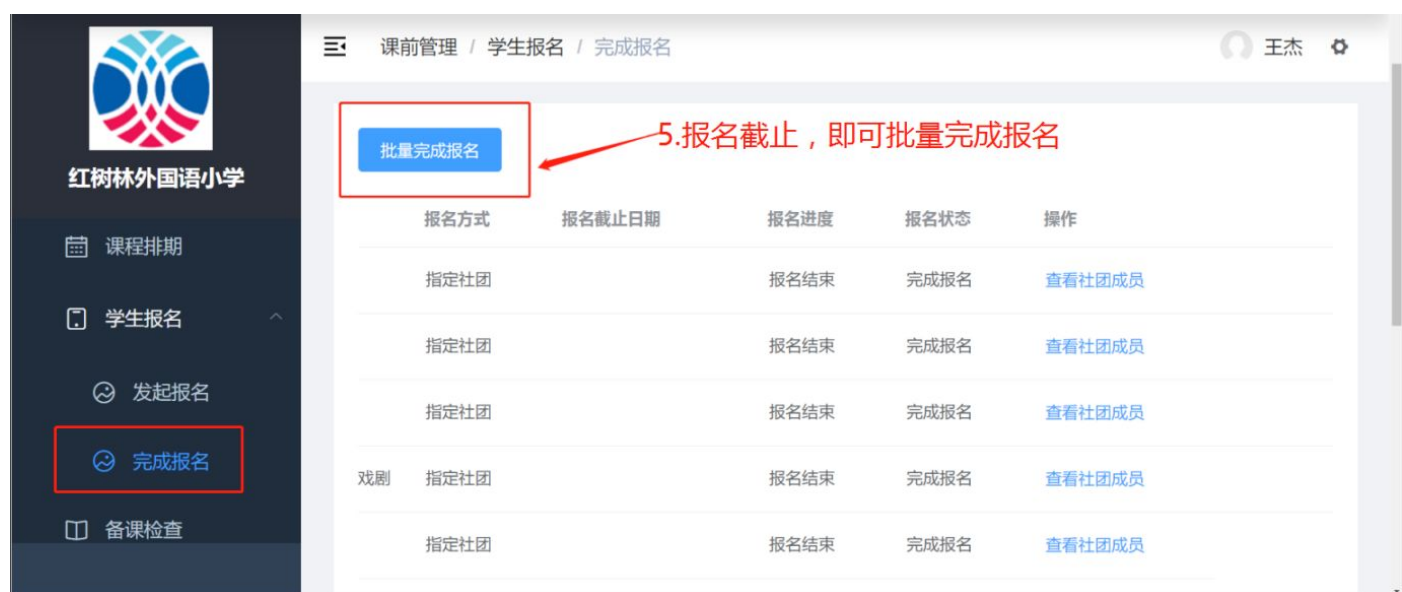 课前管理 / 学生报名 / 完成报名
王杰
红树林外国语小学
课程排期
学生报名
发起报名
完成报名
备课检查
批量完成报名
5.报名截止，即可批量完成报名
报名方式 报名截止日期 报名进度 报名状态 操作
指定社团 报名结束 完成报名 查看社团成员
指定社团 报名结束 完成报名 查看社团成员
指定社团 报名结束 完成报名 查看社团成员
戏剧 指定社团 报名结束 完成报名 查看社团成员
指定社团 报名结束 完成报名 查看社团成员